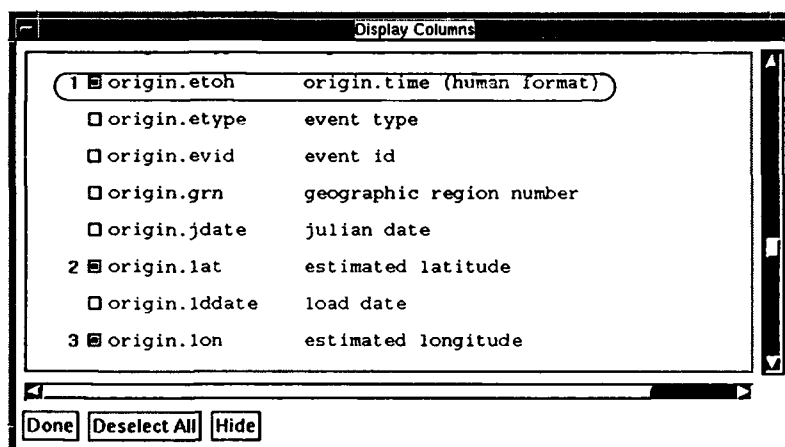 Display Columns
1 origin.etoh origin.time (human format)
origin.etype event type
origin.evid event id
origin.grn geographic region number
origin.jdate julian date
2 origin.lat estimated latitude
origin.lddate load date
3 origin.lon estimated longitude
Done Deselect All Hide